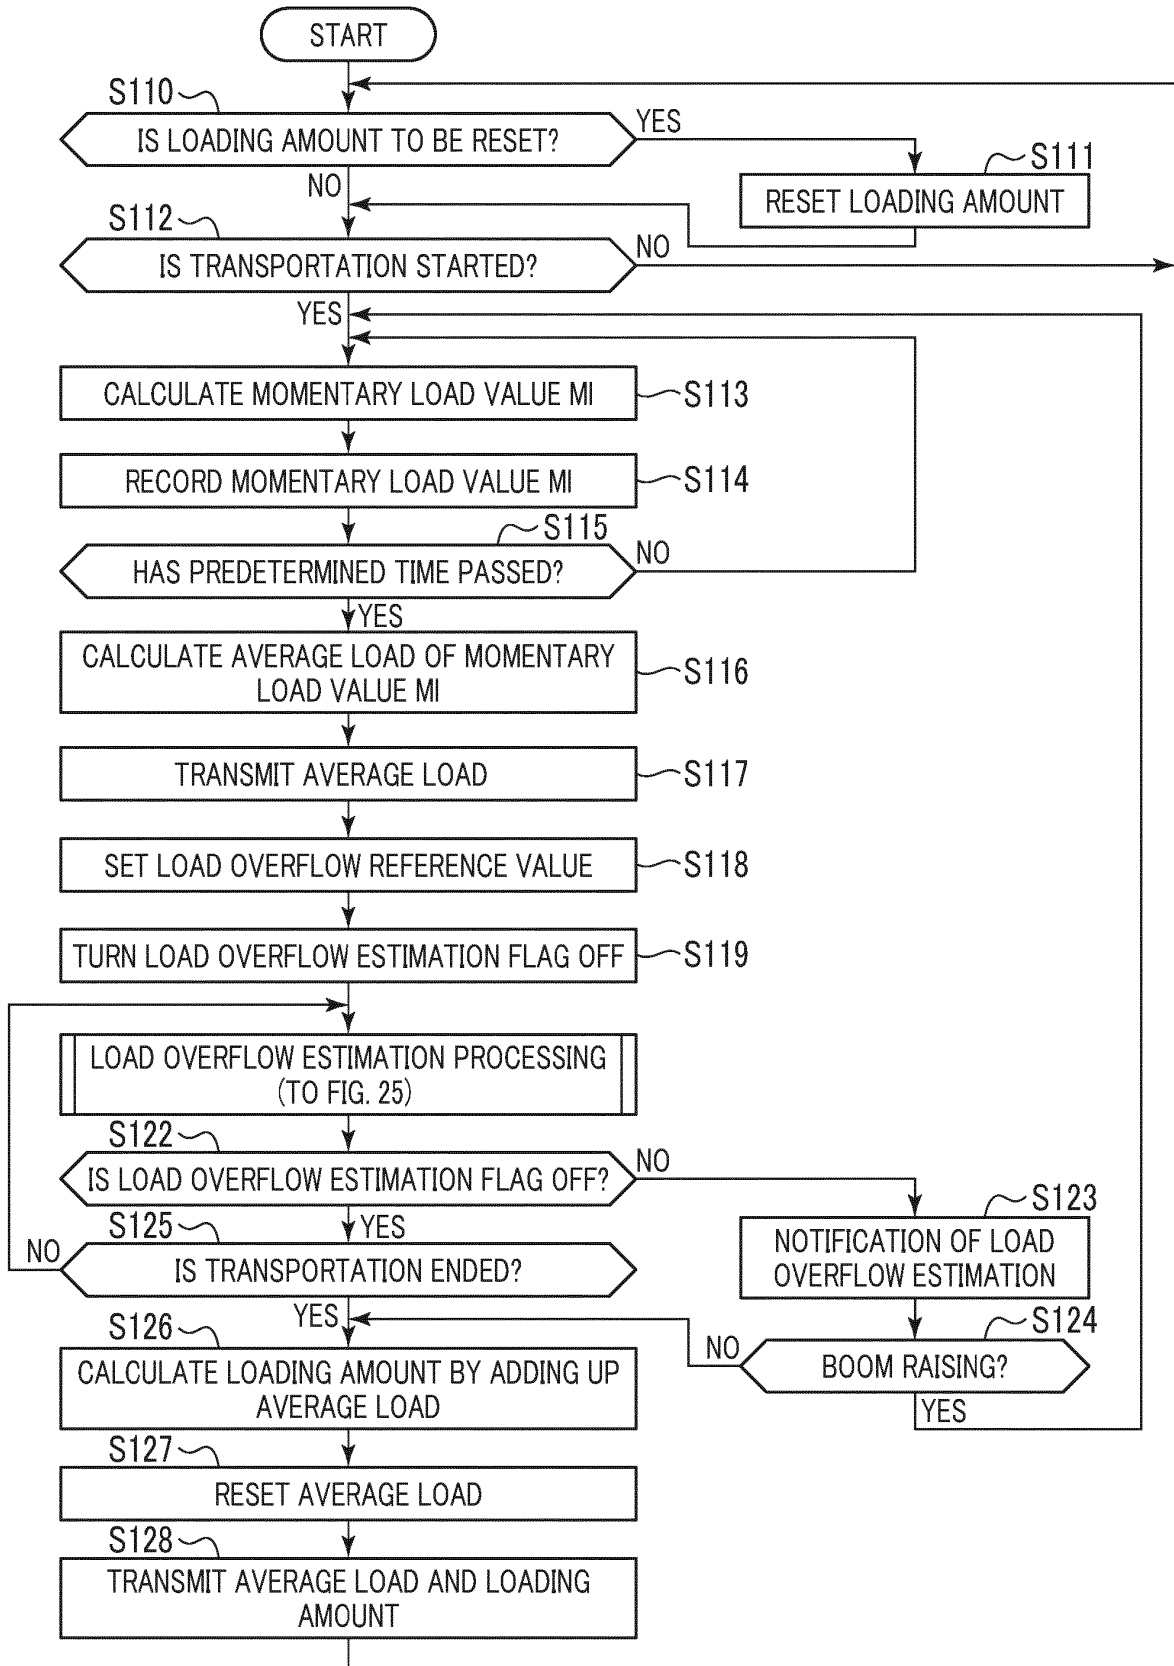 START
S110
IS LOADING AMOUNT TO BE RESET?
YES
S111
RESET LOADING AMOUNT
NO
S112
IS TRANSPORTATION STARTED?
NO
YES
CALCULATE MOMENTARY LOAD VALUE MI
S113
RECORD MOMENTARY LOAD VALUE MI
S114
S115
HAS PREDETERMINED TIME PASSED?
NO
YES
CALCULATE AVERAGE LOAD OF MOMENTARY
LOAD VALUE MI
S116
TRANSMIT AVERAGE LOAD
S117
SET LOAD OVERFLOW REFERENCE VALUE
S118
TURN LOAD OVERFLOW ESTIMATION FLAG OFF
S119
LOAD OVERFLOW ESTIMATION PROCESSING
(TO FIG. 25)
S122
IS LOAD OVERFLOW ESTIMATION FLAG OFF?
NO
S123
NOTIFICATION OF LOAD
OVERFLOW ESTIMATION
YES
S125
NO
IS TRANSPORTATION ENDED?
YES
S124
BOOM RAISING?
NO
YES
S126
CALCULATE LOADING AMOUNT BY ADDING UP
AVERAGE LOAD
S127
RESET AVERAGE LOAD
S128
TRANSMIT AVERAGE LOAD AND LOADING
AMOUNT